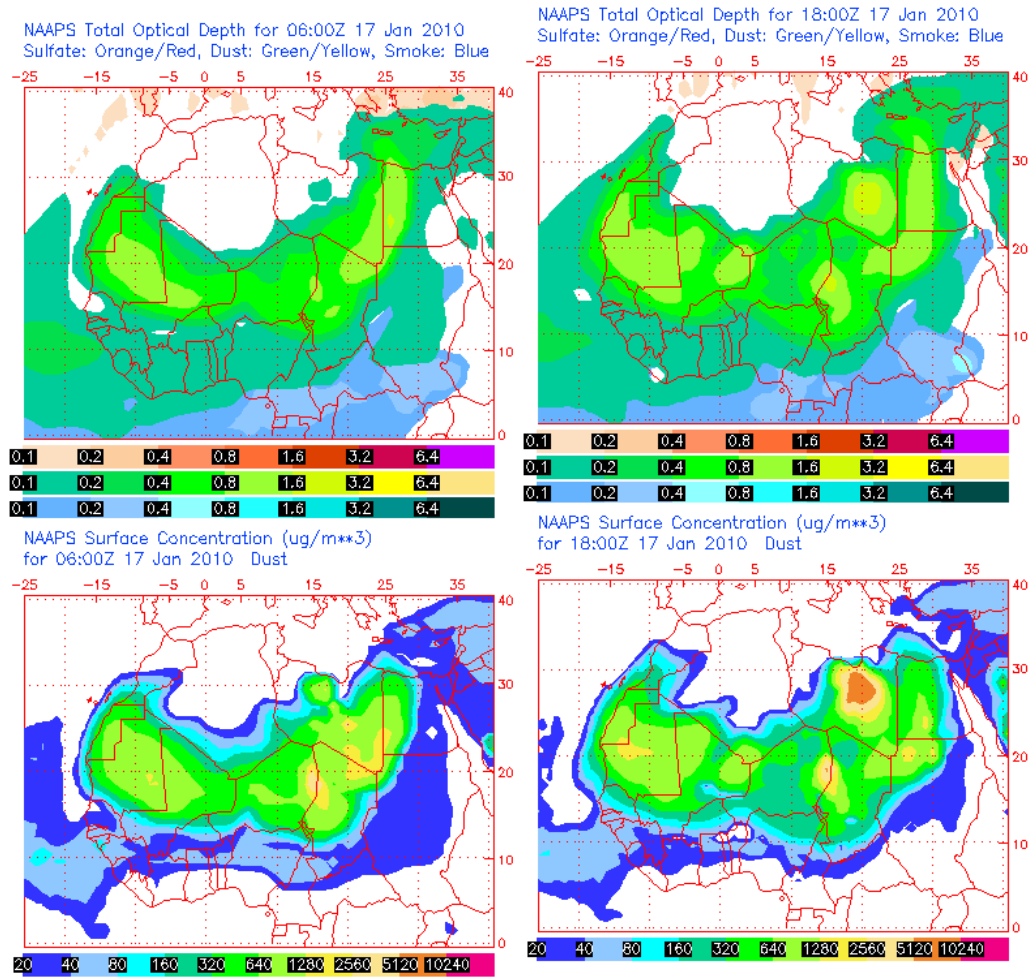 NAAPS Total Optical Depth for 06:00Z 17 Jan 2010
Sulfate: Orange/Red, Dust: Green/Yellow, Smoke: Blue
-15 -5 0 5 15 25 35
40
30
20
10
0
0.1 0.2 0.4 0.8 1.6 3.2 6.4
0.1 0.2 0.4 0.8 1.6 3.2 6.4
0.1 0.2 0.4 0.8 1.6 3.2 6.4
NAAPS Total Optical Depth for 18:00Z 17 Jan 2010
Sulfate: Orange/Red, Dust: Green/Yellow, Smoke: Blue
-15 -5 0 5 15 25 35
40
30
20
10
0
0.1 0.2 0.4 0.8 1.6 3.2 6.4
0.1 0.2 0.4 0.8 1.6 3.2 6.4
0.1 0.2 0.4 0.8 1.6 3.2 6.4
NAAPS Surface Concentration (ug/m**3)
for 06:00Z 17 Jan 2010 Dust
-15 -5 0 5 15 25 35
40
30
20
10
0
20 40 80 160 320 640 1280 2560 5120 10240
NAAPS Surface Concentration (ug/m**3)
for 18:00Z 17 Jan 2010 Dust
-15 -5 0 5 15 25 35
40
30
20
10
0
20 40 80 160 320 640 1280 2560 5120 10240